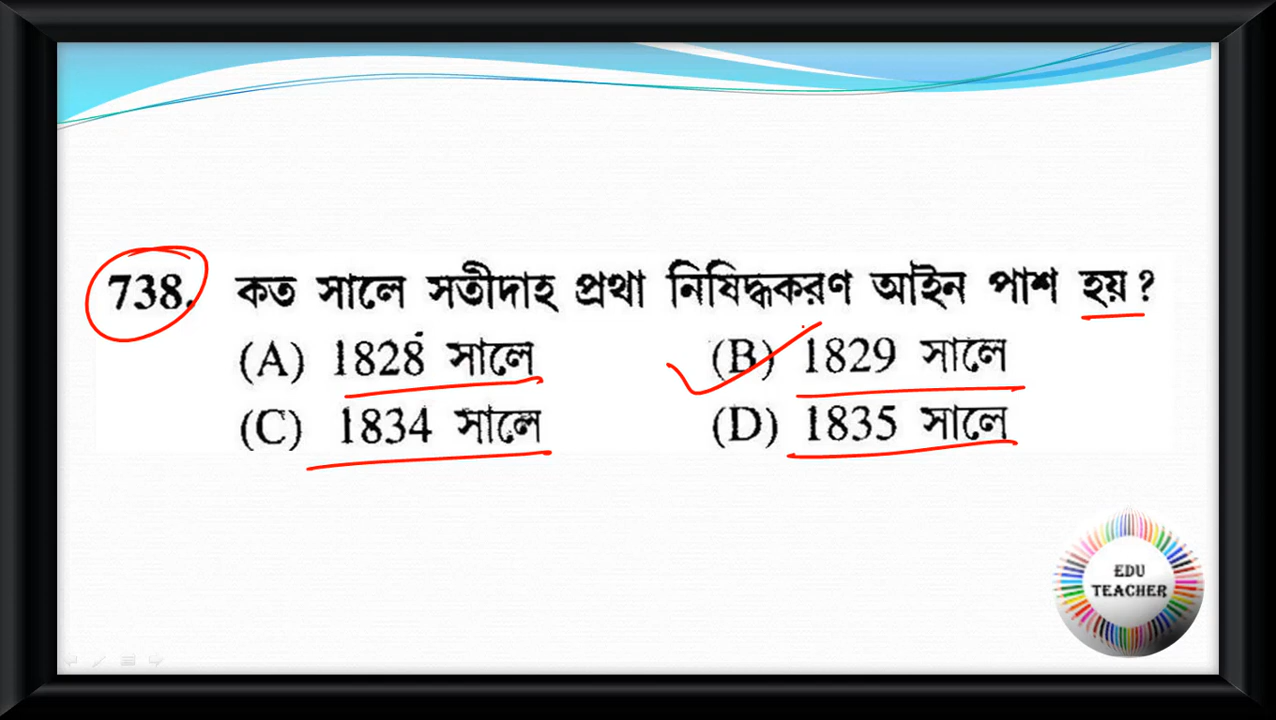 738. কত সালে সতীদাহ প্রথা নিষিদ্ধকরণ আইন পাশ হয় ?
(A) 1828 সালে (B) 1829 সালে
(C) 1834 সালে (D) 1835 সালে
EDU
TEACHER